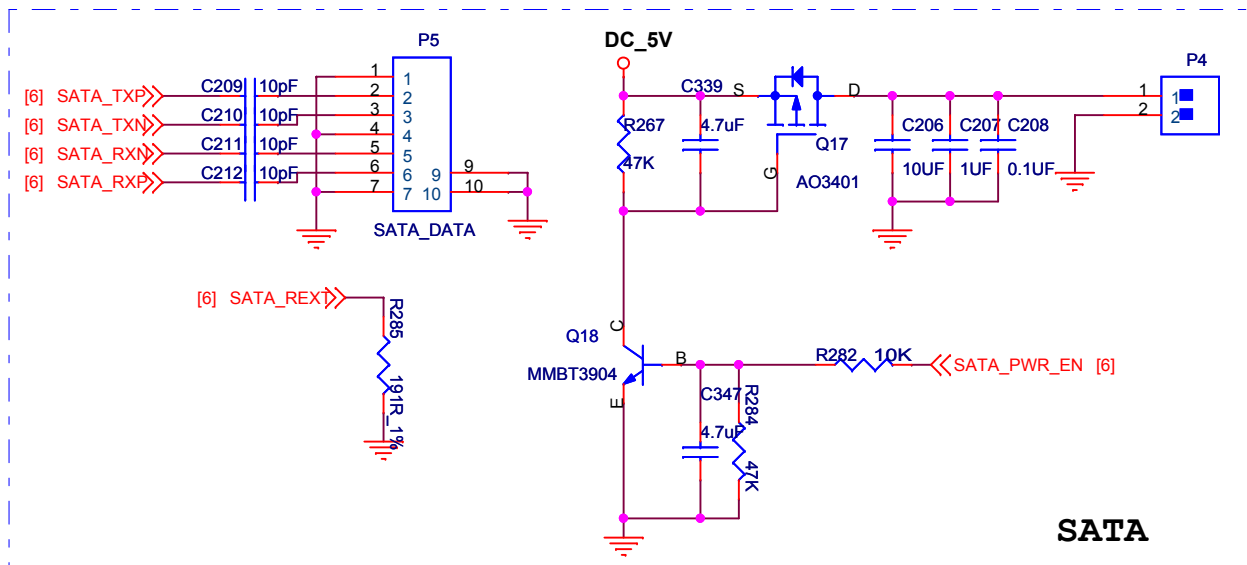 P5
DC_5V
P4
C209 10pF
C210 10pF
C211 10pF
C212 10pF
[6] SATA_TXP
[6] SATA_TXN
[6] SATA_RXN
[6] SATA_RXP
1 1
2 2
3 3
4 4
5 5
6 6
7 7
9 9
10 10
SATA_DATA
C339
4.7uF
R267
47K
S
D
G
Q17
AO3401
C206
10UF
C207
1UF
C208
0.1UF
1 1
2 2
[6] SATA_REXT
R285
191R_1%
Q18
MMBT3904
C
B
E
R282 10K
SATA_PWR_EN [6]
C347
4.7uF
R284
47K
SATA